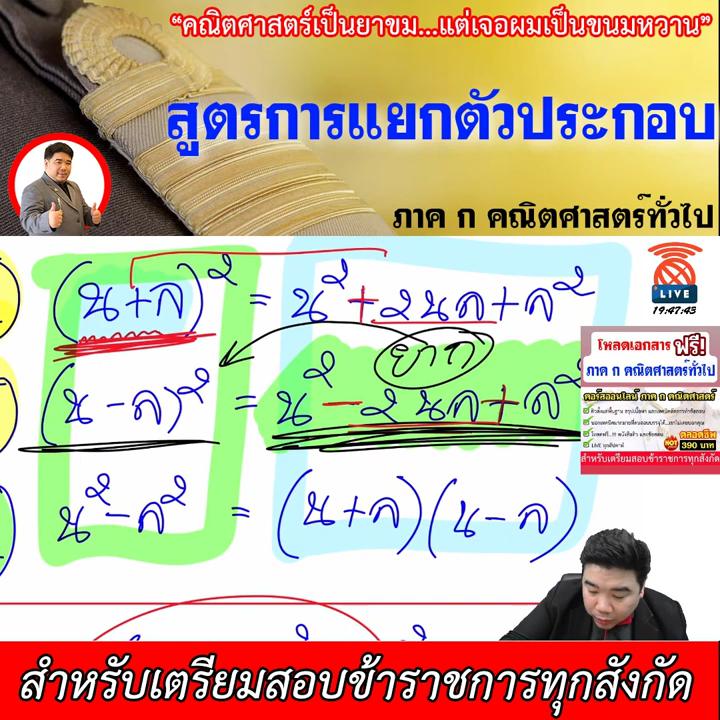 “คณิตศาสตร์เป็นยาขม...แต่เจอผมเป็นขนมหวาน”
สูตรการแยกตัวประกอบ
ภาค ก คณิตศาสตร์ทั่วไป
LIVE
19:47:43
(น+ล)² = น²+2นล+ล²
ยาก
(น-ล)² = น²-2นล+ล²
น²-ล² = (น+ล)(น-ล)
โหลดเอกสาร ฟรี!
ภาค ก คณิตศาสตร์ทั่วไป
คอร์สออนไลน์ ภาค ก คณิตศาสตร์
HOT
ตลอดชีพ
390 บาท
สำหรับเตรียมสอบข้าราชการทุกสังกัด
สำหรับเตรียมสอบข้าราชการทุกสังกัด